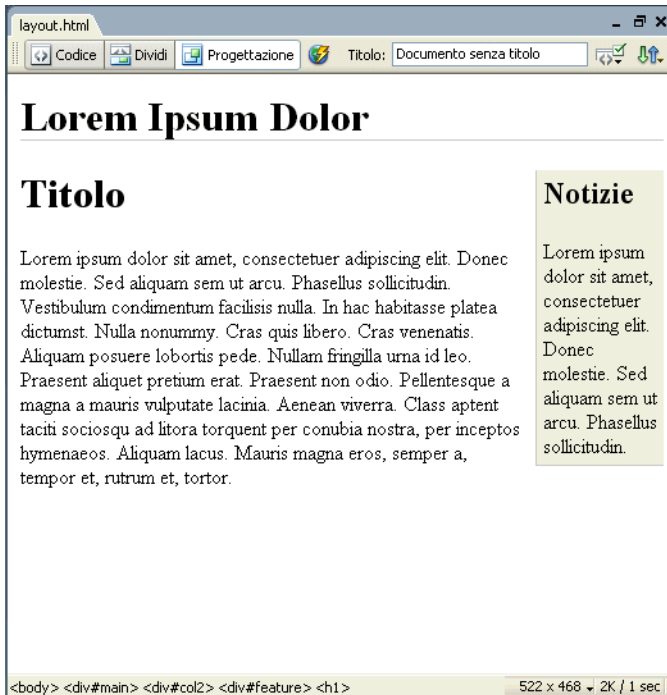 layout.html
Codice Dividi Progettazione Titolo: Documento senza titolo
Lorem Ipsum Dolor
Titolo
Lorem ipsum dolor sit amet, consectetuer adipiscing elit. Donec
molestie. Sed aliquam sem ut arcu. Phasellus sollicitudin.
Vestibulum condimentum facilisis nulla. In hac habitasse platea
dictumst. Nulla nonummy. Cras quis libero. Cras venenatis.
Aliquam posuere lobortis pede. Nullam fringilla urna id leo.
Praesent aliquet pretium erat. Praesent non odio. Pellentesque a
magna a mauris vulputate lacinia. Aenean viverra. Class aptent
taciti sociosqu ad litora torquent per conubia nostra, per inceptos
hymenaeos. Aliquam lacus. Mauris magna eros, semper a,
tempor et, rutrum et, tortor.
Notizie
Lorem ipsum
dolor sit amet,
consectetuer
adipiscing elit.
Donec
molestie. Sed
aliquam sem ut
arcu. Phasellus
sollicitudin.
<body> <div#main> <div#col2> <div#feature> <h1> 522 x 468 2K / 1 sec